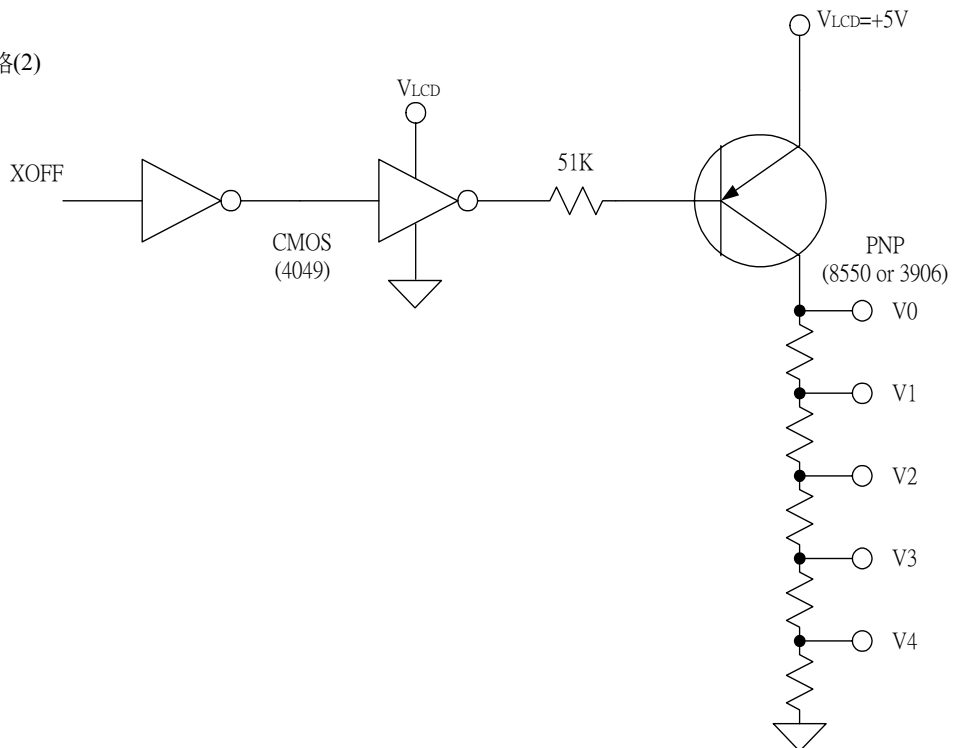 路(2)
VLCD=+5V
VLCD
XOFF
51K
CMOS
(4049)
PNP
(8550 or 3906)
V0
V1
V2
V3
V4